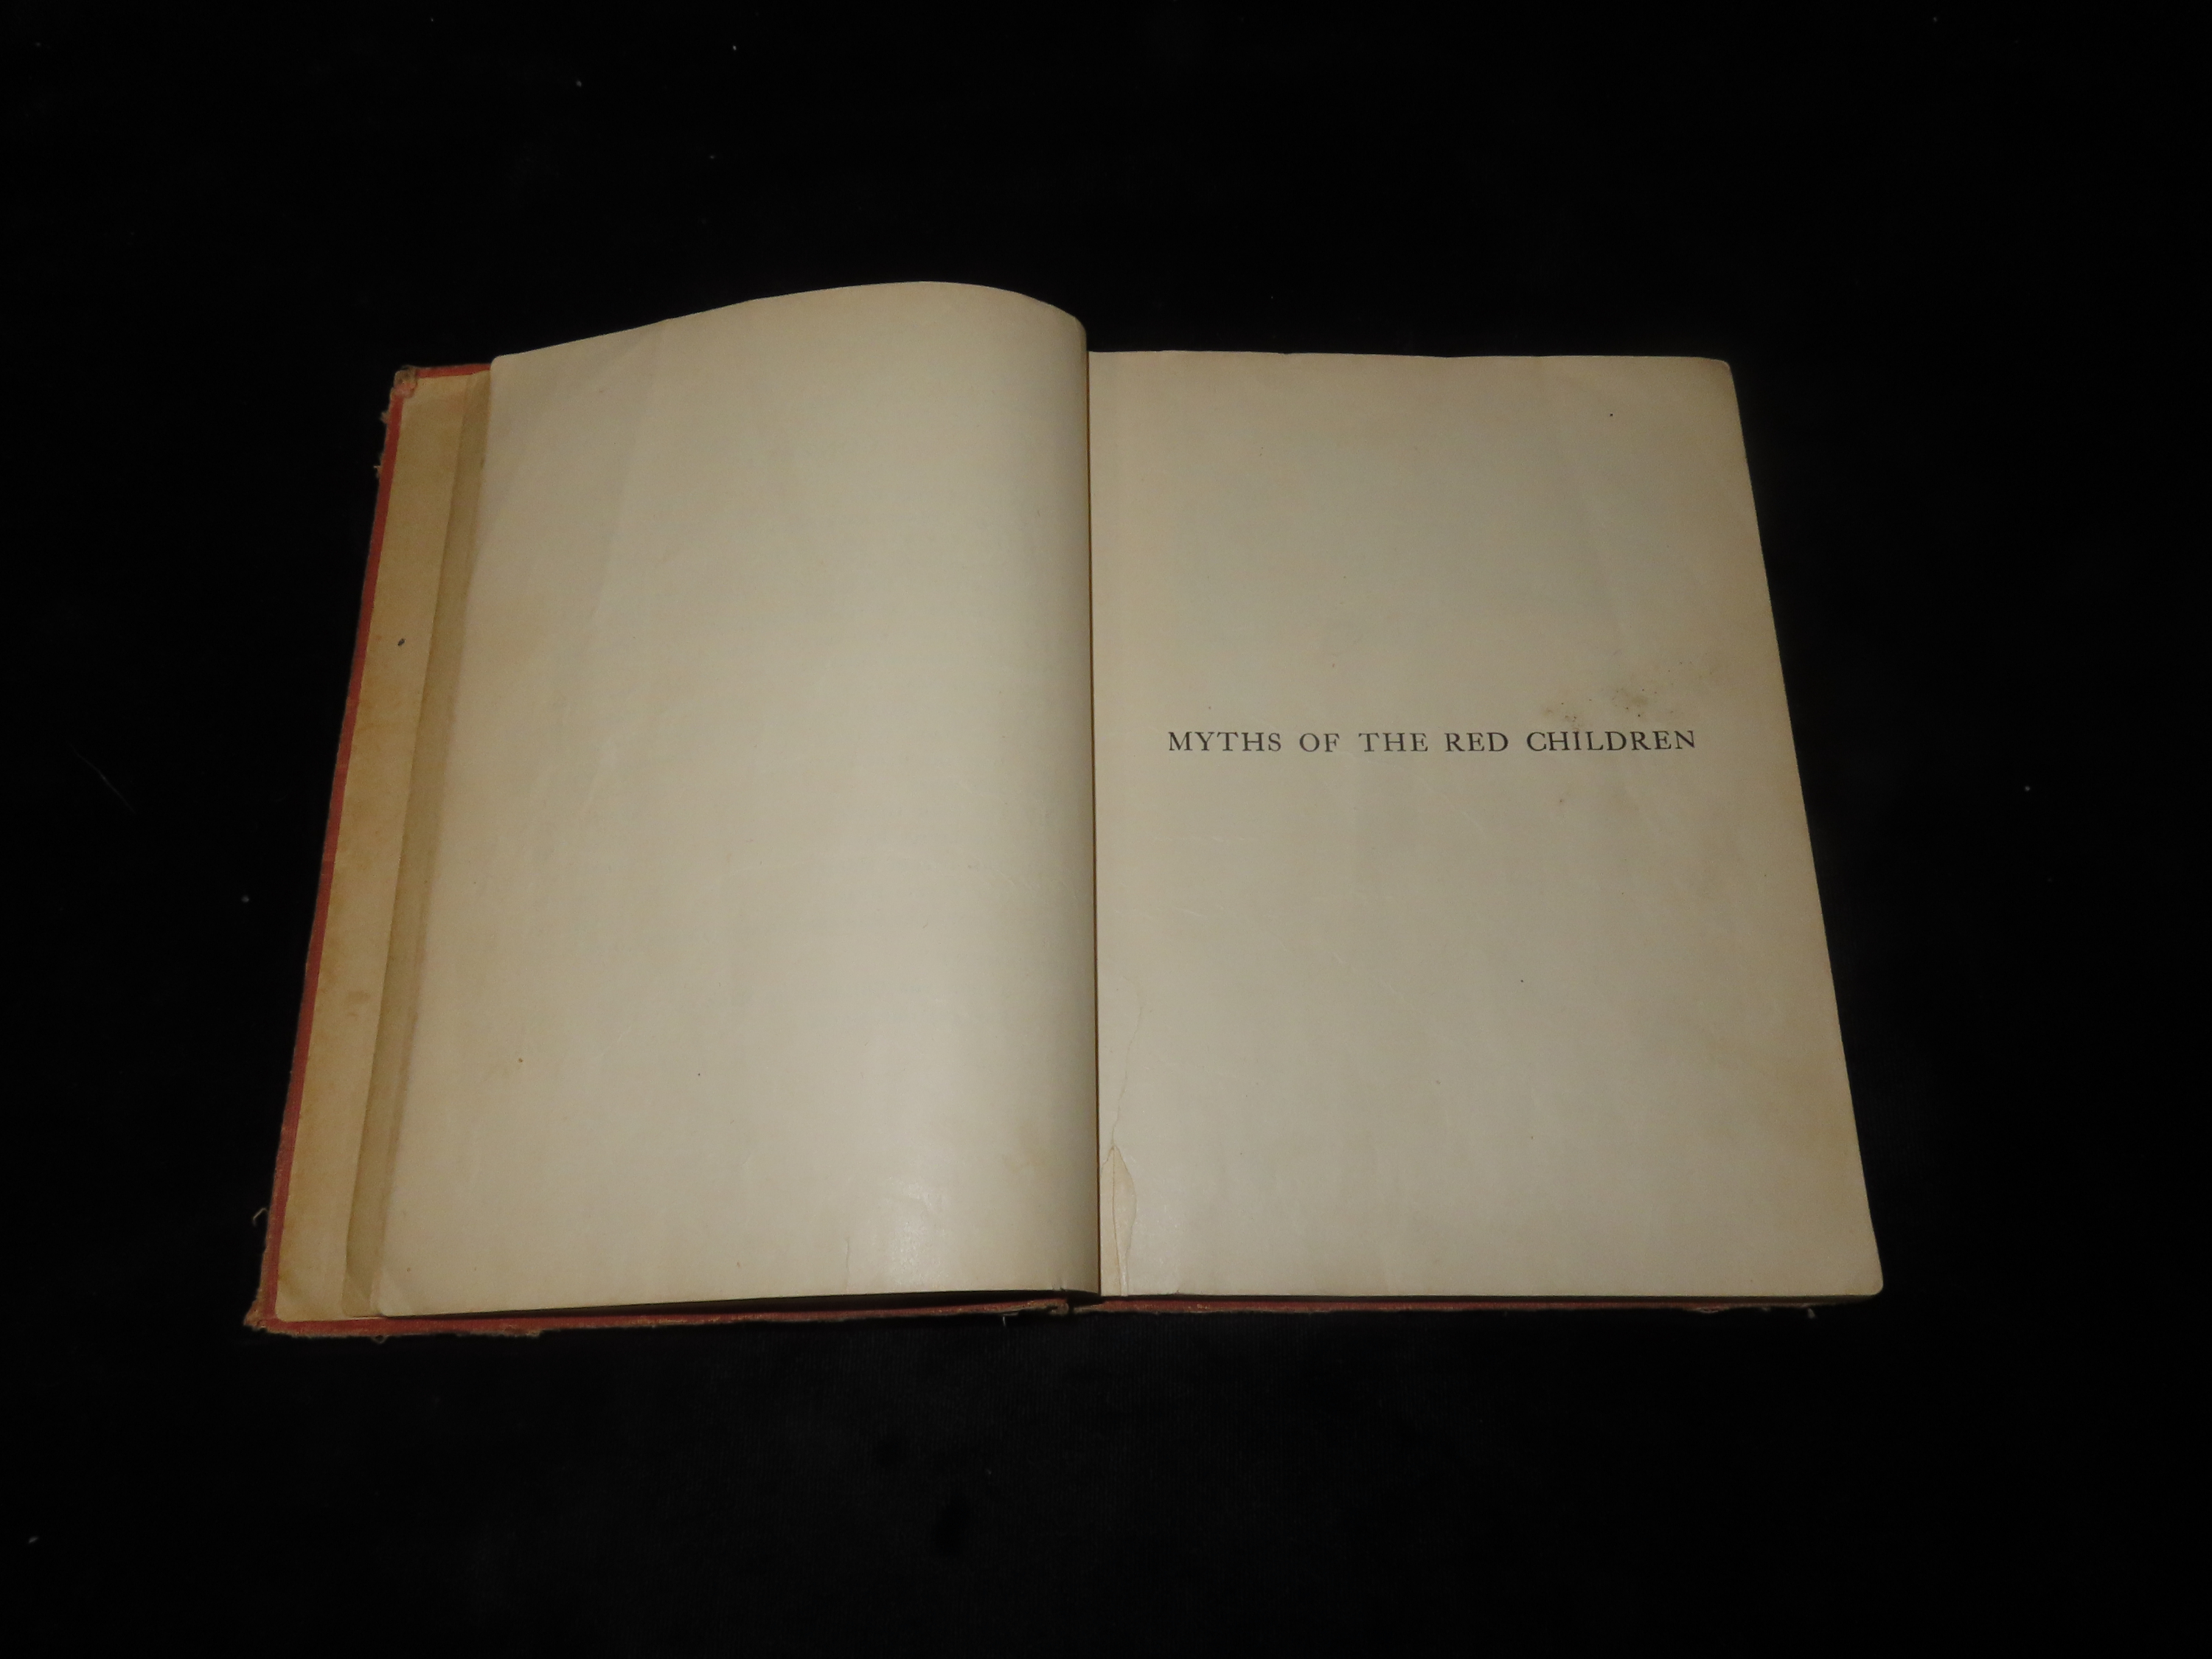 MYTHS OF THE RED CHILDREN